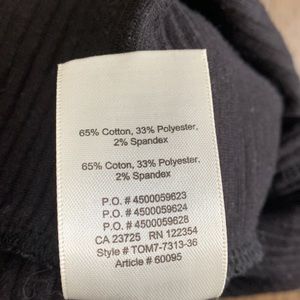 65% Cotton, 33% Polyester,
2% Spandex
65% Coton, 33% Polyester,
2% Spandex
P.O. # 4500059623
P.O. # 4500059624
P.O. # 4500059628
CA 23725 RN 122354
Style # TOM7-7313-36
Article # 60095